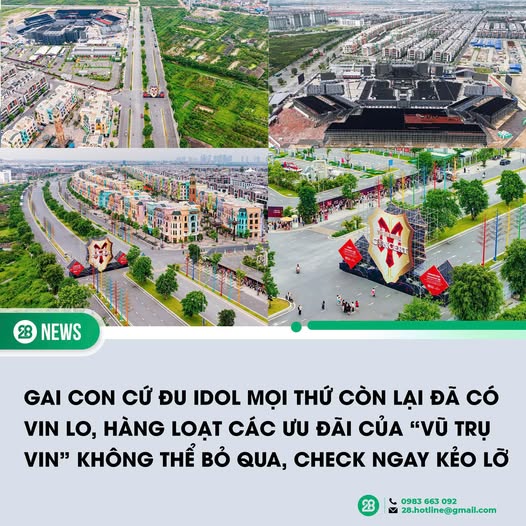 28 NEWS
GAI CON CỨ ĐU IDOL MỌI THỨ CÒN LẠI ĐÃ CÓ
VIN LO, HÀNG LOẠT CÁC ƯU ĐÃI CỦA “VŨ TRỤ
VIN” KHÔNG THỂ BỎ QUA, CHECK NGAY KẺO LỠ
28
0983 663 092
28.hotline@gmail.com